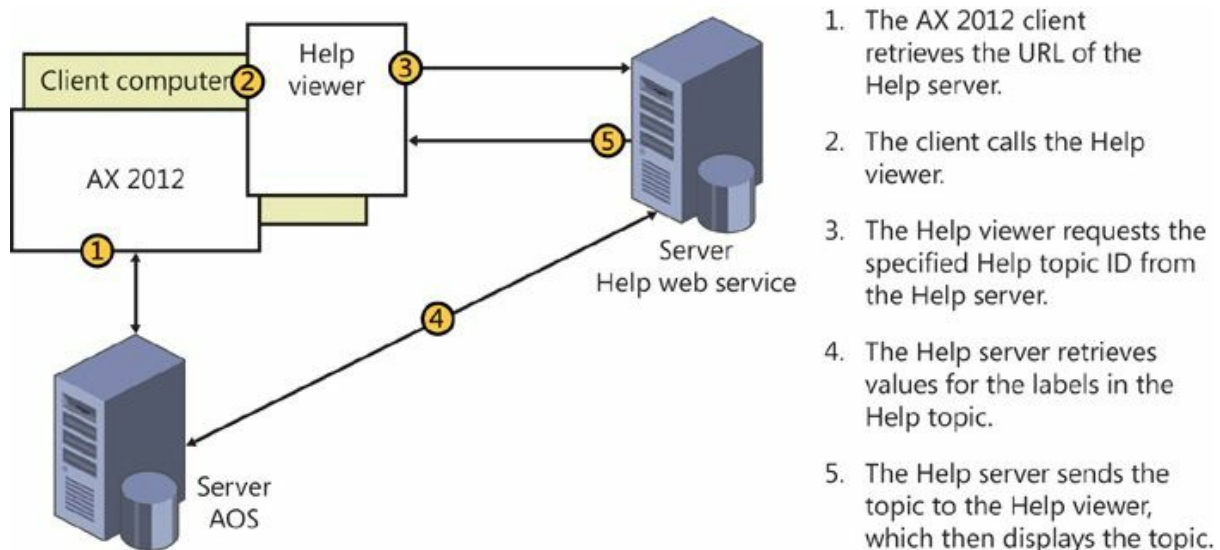 Client computer
2
Help
viewer
3
5
AX 2012
1
4
Server
Help web service
Server
AOS
1. The AX 2012 client
retrieves the URL of the
Help server.
2. The client calls the Help
viewer.
3. The Help viewer requests the
specified Help topic ID from
the Help server.
4. The Help server retrieves
values for the labels in the
Help topic.
5. The Help server sends the
topic to the Help viewer,
which then displays the topic.